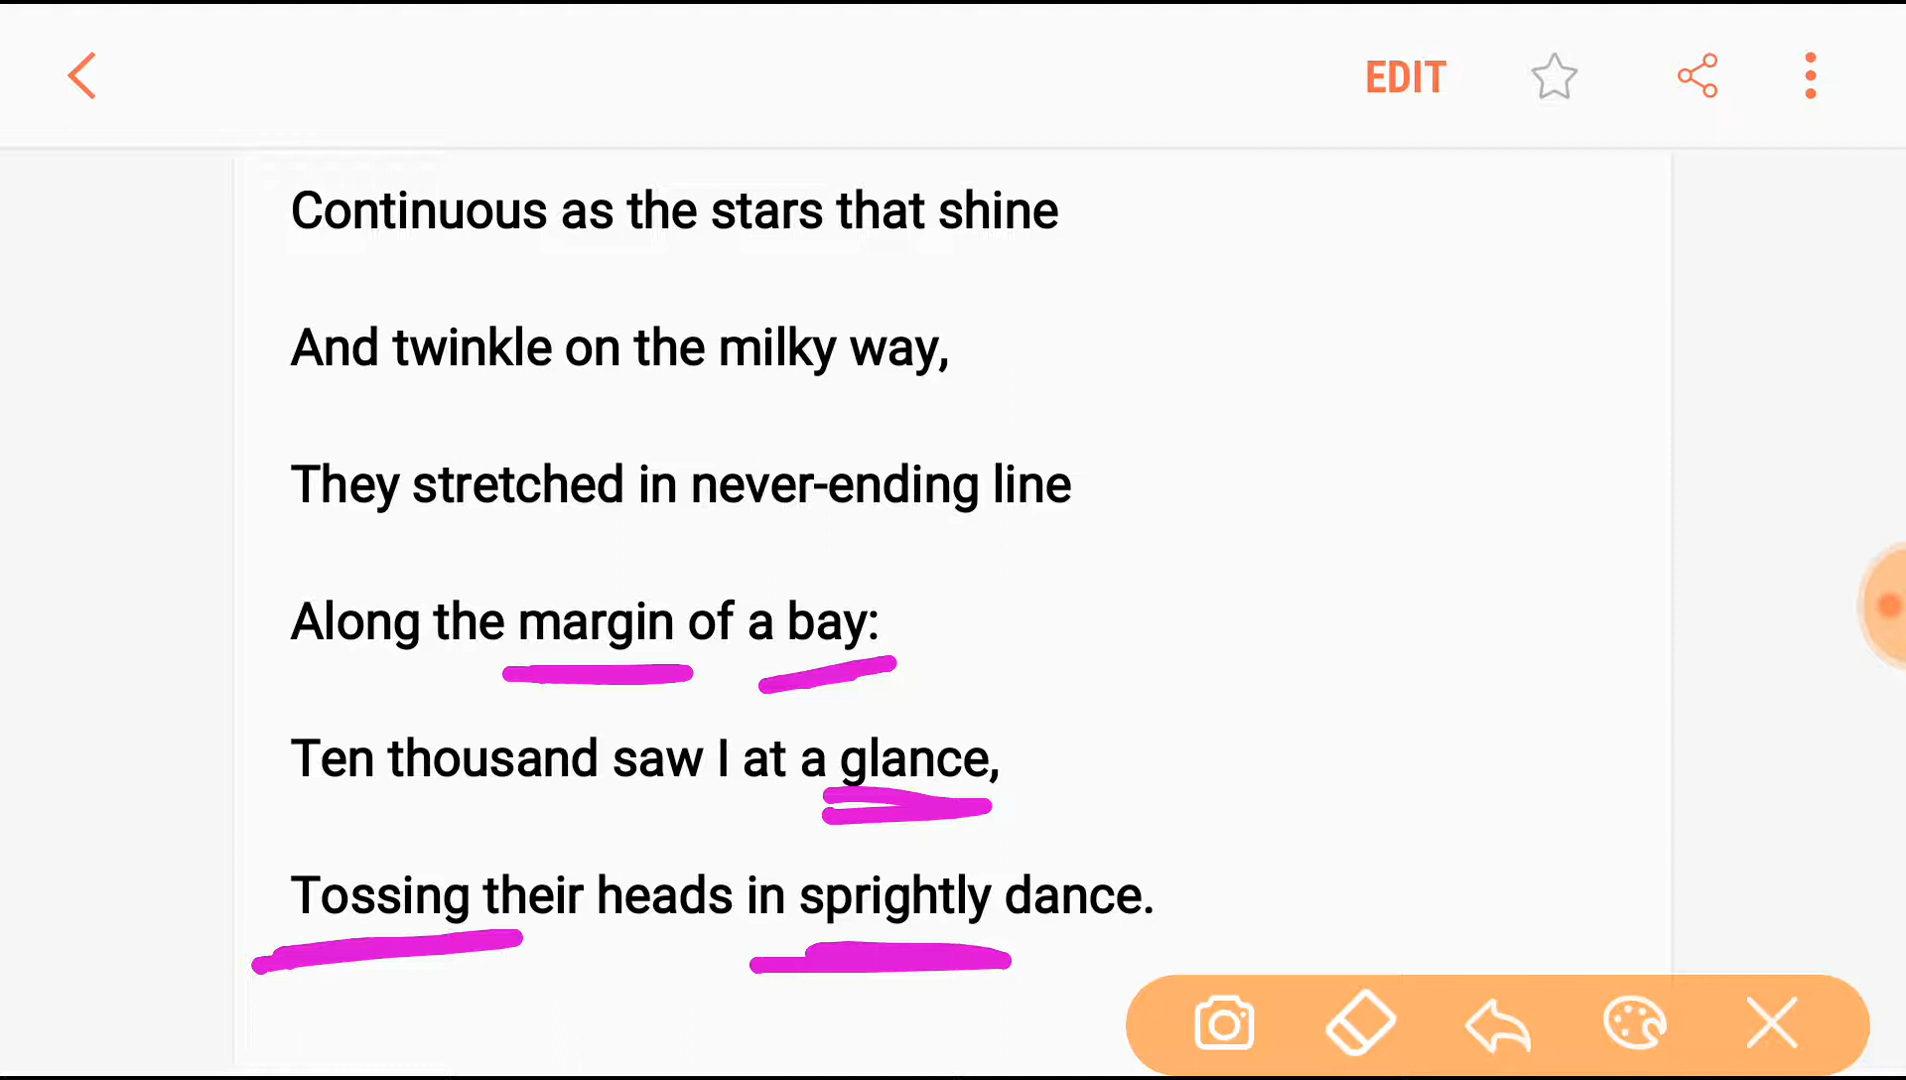 EDIT
Continuous as the stars that shine
And twinkle on the milky way,
They stretched in never-ending line
Along the margin of a bay:
Ten thousand saw I at a glance,
Tossing their heads in sprightly dance.